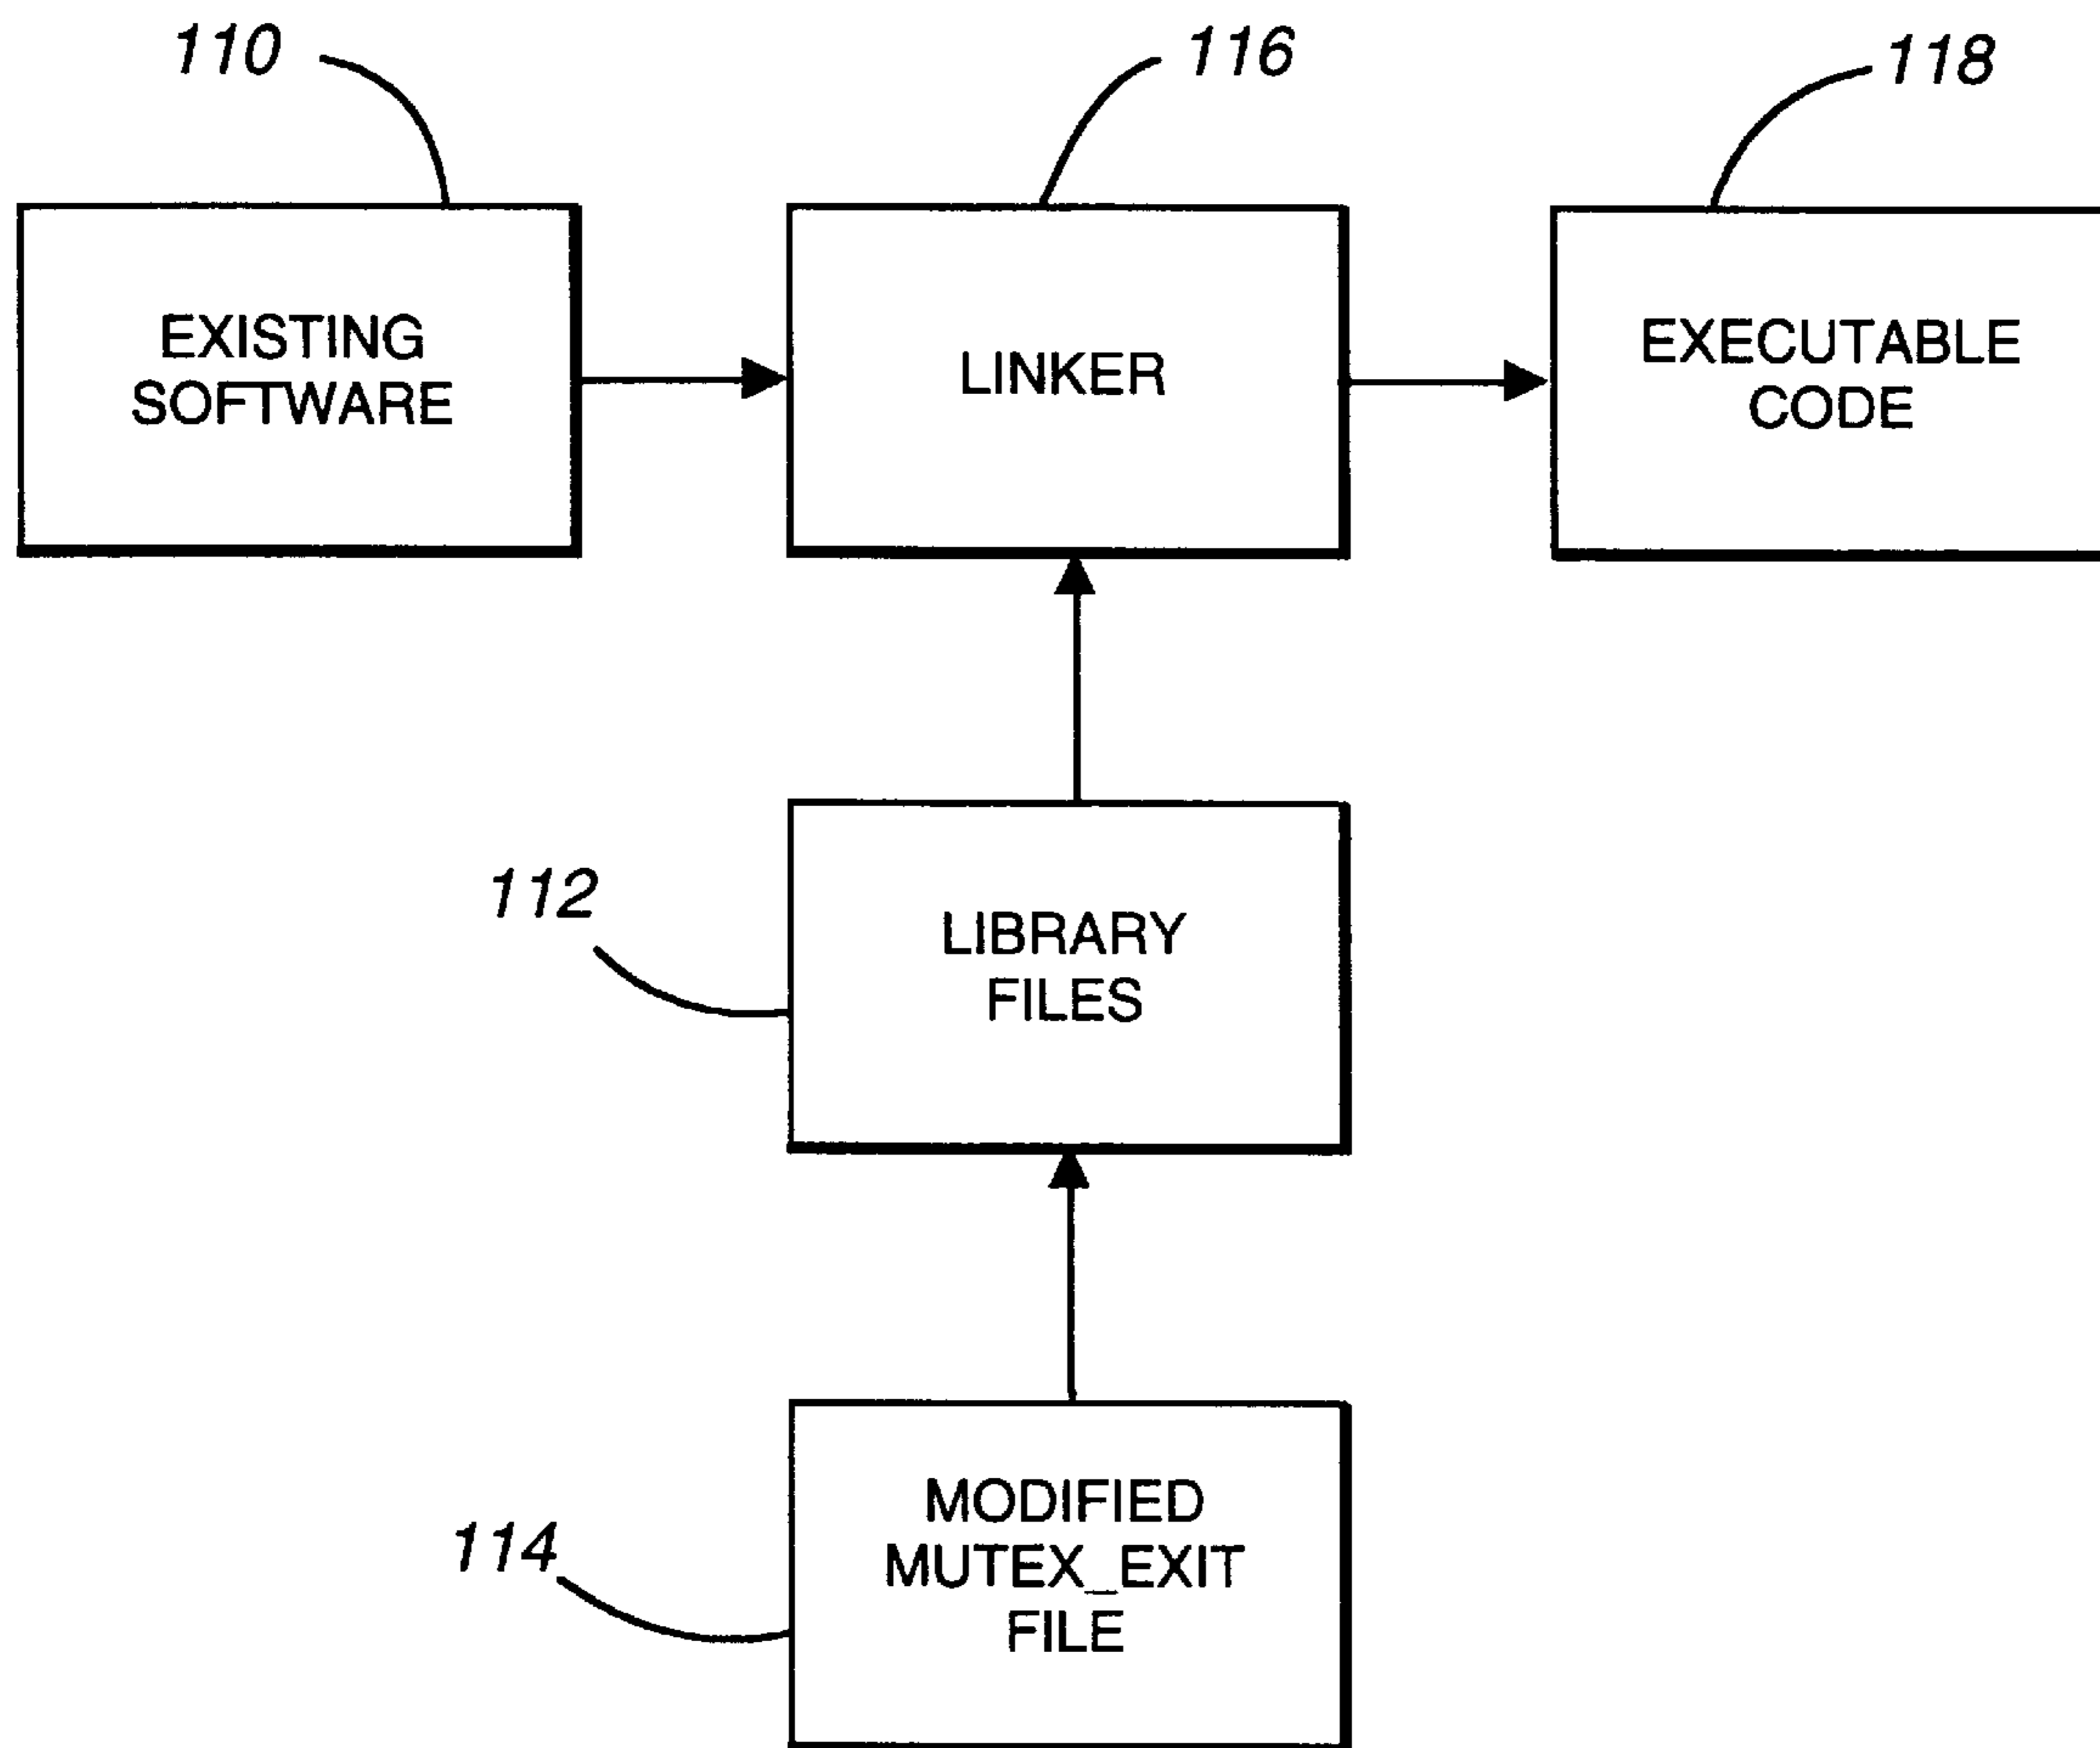 110
116
118
EXISTING
SOFTWARE
LINKER
EXECUTABLE
CODE
112
LIBRARY
FILES
114
MODIFIED
MUTEX_EXIT
FILE